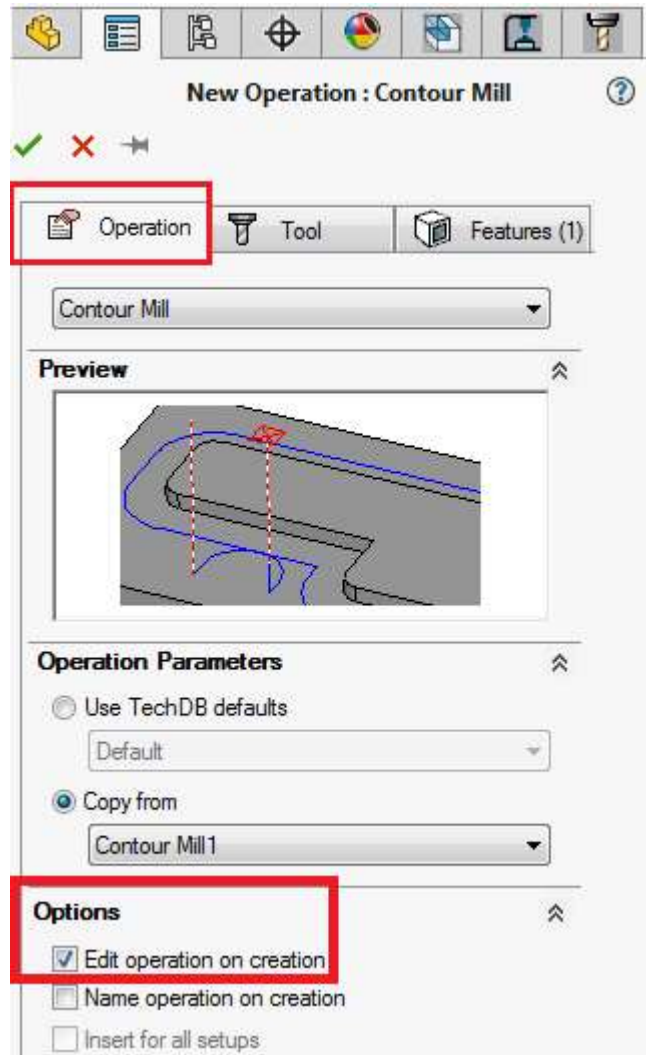 New Operation : Contour Mill
Operation
Tool
Features (1)
Contour Mill
Preview
Operation Parameters
Use TechDB defaults
Default
Copy from
Contour Mill1
Options
Edit operation on creation
Name operation on creation
Insert for all setups